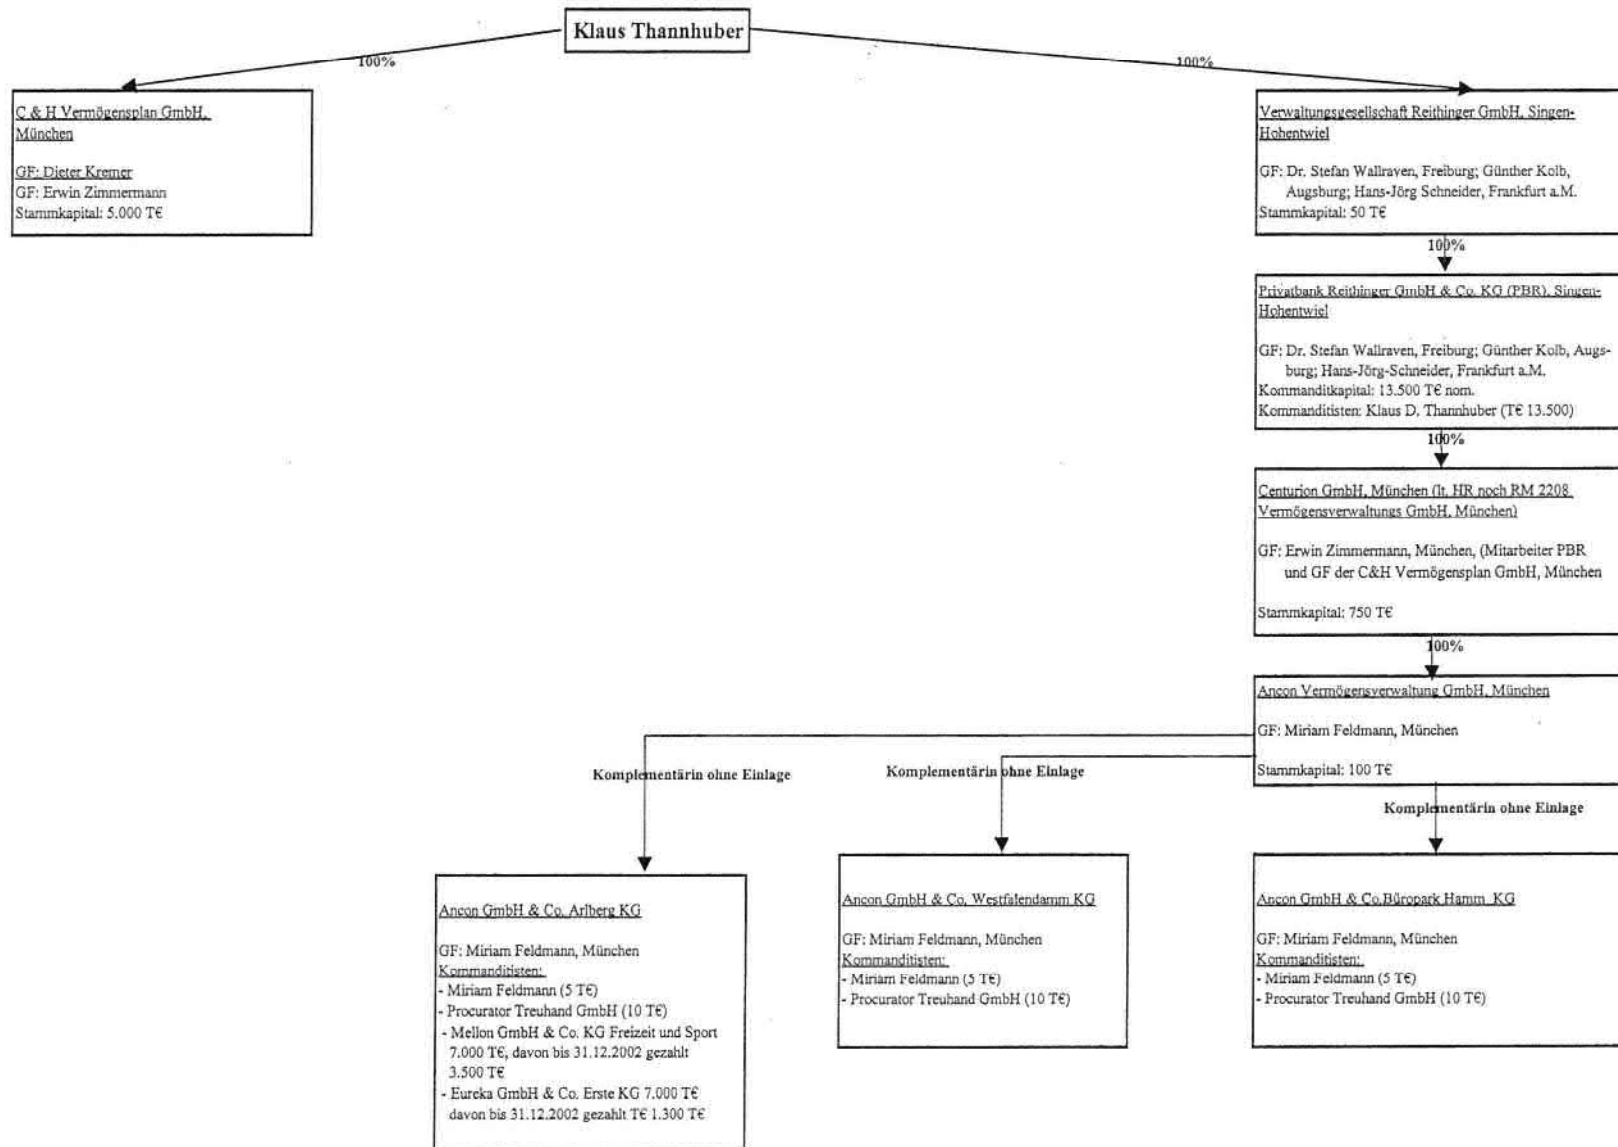 Klaus Thannhuber
100%
100%
C & H Vermögensplan GmbH,
München
GF: Dieter Kremer
GF: Erwin Zimmermann
Stammkapital: 5.000 T€
Verwaltungsgesellschaft Reithinger GmbH, Singen-
Hohentwiel
GF: Dr. Stefan Wallraven, Freiburg; Günther Kolb,
Augsburg; Hans-Jörg Schneider, Frankfurt a.M.
Stammkapital: 50 T€
100%
Privatbank Reithinger GmbH & Co. KG (PBR), Singen-
Hohentwiel
GF: Dr. Stefan Wallraven, Freiburg; Günther Kolb, Augs-
burg; Hans-Jörg-Schneider, Frankfurt a.M.
Kommanditkapital: 13.500 T€ nom.
Kommanditisten: Klaus D. Thannhuber (T€ 13.500)
100%
Centurion GmbH, München (lt. HR noch RM 2208
Vermögensverwaltungs GmbH, München)
GF: Erwin Zimmermann, München, (Mitarbeiter PBR
und GF der C&H Vermögensplan GmbH, München
Stammkapital: 750 T€
100%
Ancon Vermögensverwaltung GmbH, München
GF: Miriam Feldmann, München
Stammkapital: 100 T€
Komplementärin ohne Einlage
Komplementärin ohne Einlage
Komplementärin ohne Einlage
Ancon GmbH & Co. Arlberg KG
GF: Miriam Feldmann, München
Kommanditisten:
- Miriam Feldmann (5 T€)
- Procurator Treuhand GmbH (10 T€)
- Mellon GmbH & Co. KG Freizeit und Sport
7.000 T€, davon bis 31.12.2002 gezahlt
3.500 T€
- Eureka GmbH & Co. Erste KG 7.000 T€
davon bis 31.12.2002 gezahlt T€ 1.300 T€
Ancon GmbH & Co. Westfalendamm KG
GF: Miriam Feldmann, München
Kommanditisten:
- Miriam Feldmann (5 T€)
- Procurator Treuhand GmbH (10 T€)
Ancon GmbH & Co.Büropark Hamm KG
GF: Miriam Feldmann, München
Kommanditisten:
- Miriam Feldmann (5 T€)
- Procurator Treuhand GmbH (10 T€)